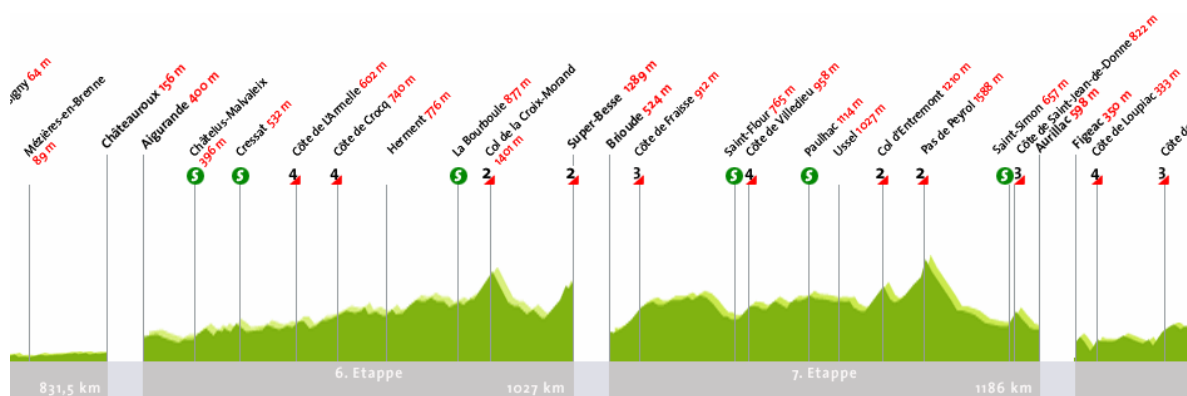 ogny 64 m
Mézières-en-Brenne
89 m
Châteauroux 156 m
Aigurande 400 m
Châtelus-Malvaleix
396 m
S
Cressat 532 m
S
Côte de L'Armelle 602 m
4
Côte de Crocq 740 m
4
Herment 776 m
La Bourboule 877 m
S
Col de la Croix-Morand
1401 m
2
Super-Besse 1289 m
2
Brioude 524 m
Côte de Fraisse 912 m
3
Saint-Flour 765 m
S
Côte de Villedieu 958 m
4
Paulhac 1114 m
S
Ussel 1027 m
Col d'Entremont 1210 m
2
Pas de Peyrol 1588 m
2
Saint-Simon 657 m
S
Côte de Saint-Jean-de-Donne 822 m
3
Aurillac 598 m
Figeac 350 m
Côte de Loupiac 333 m
4
Côte de
3
831,5 km
6. Etappe
1027 km
7. Etappe
1186 km